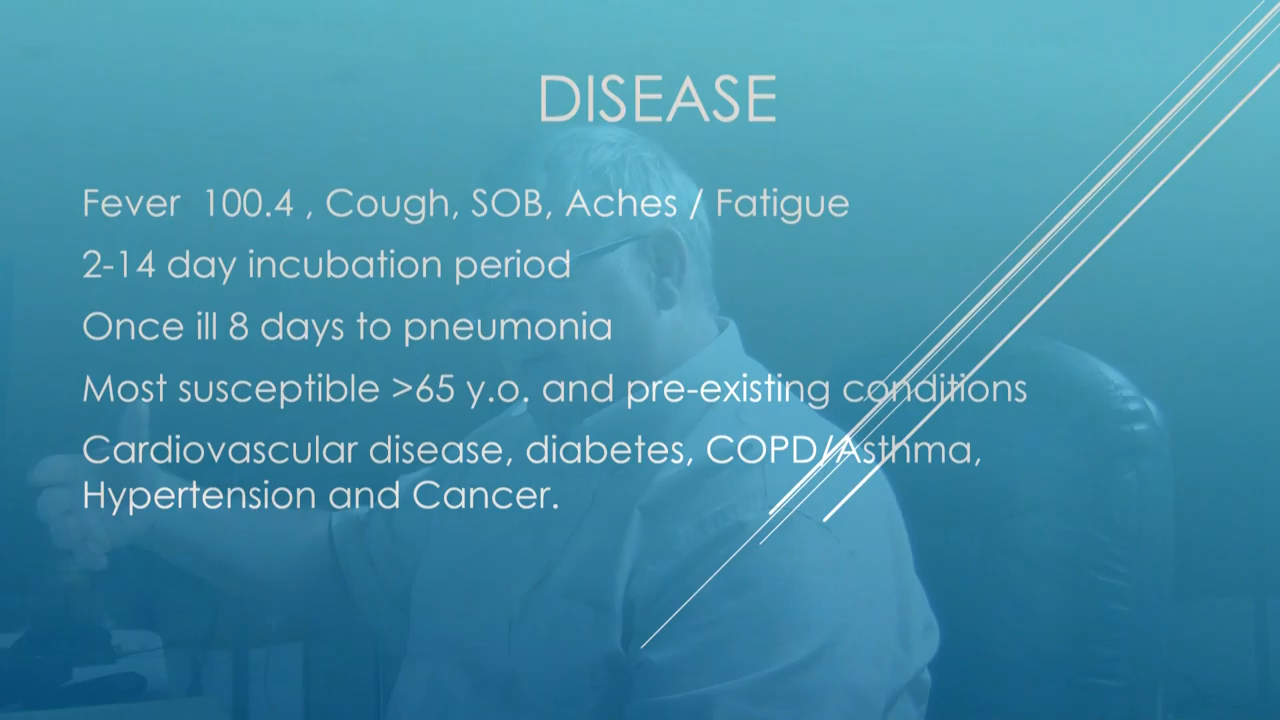 DISEASE
Fever 100.4 , Cough, SOB, Aches / Fatigue
2-14 day incubation period
Once ill 8 days to pneumonia
Most susceptible >65 y.o. and pre-existing conditions
Cardiovascular disease, diabetes, COPD/Asthma,
Hypertension and Cancer.